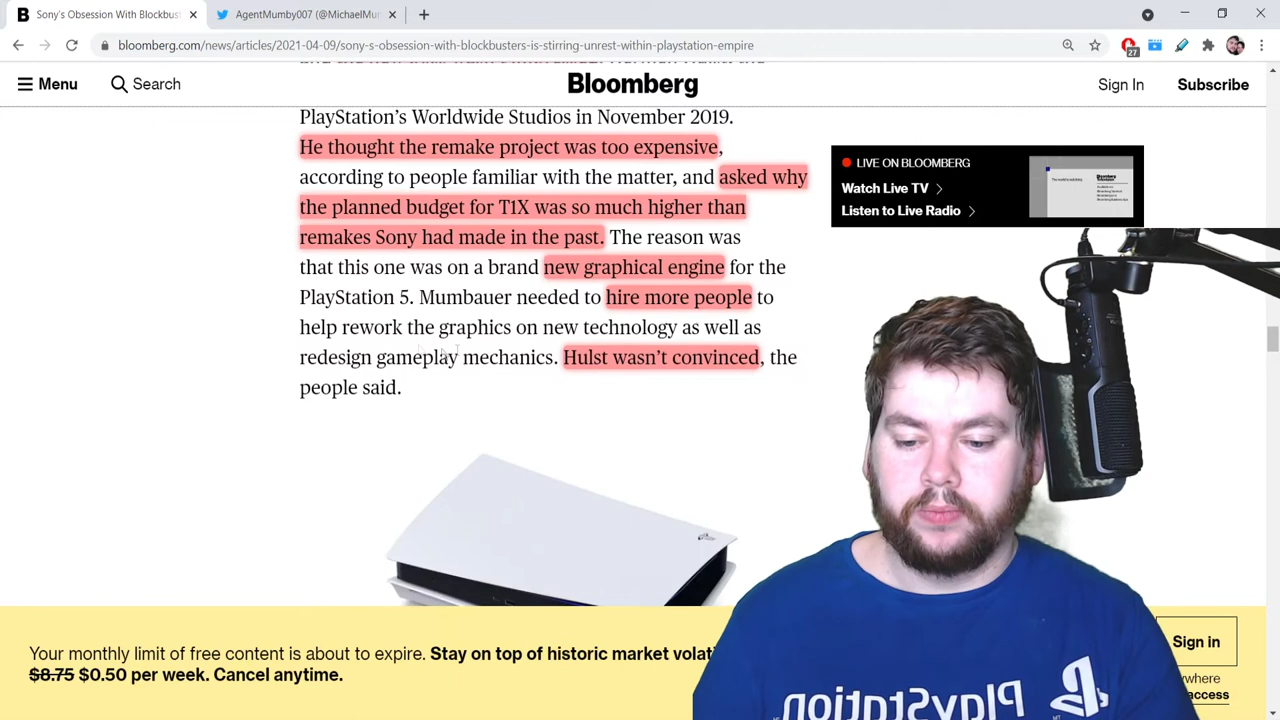 Sony's Obsession With Blockbus
AgentMumby007 (@MichaelMu
bloomberg.com/news/articles/2021-04-09/sony-s-obsession-with-blockbusters-is-stirring-unrest-within-playstation-empire
27
Menu
Search
Bloomberg
Sign In
Subscribe
PlayStation's Worldwide Studios in November 2019.
He thought the remake project was too expensive,
according to people familiar with the matter, and asked why
the planned budget for T1X was so much higher than
remakes Sony had made in the past. The reason was
that this one was on a brand new graphical engine for the
PlayStation 5. Mumbauer needed to hire more people to
help rework the graphics on new technology as well as
redesign gameplay mechanics. Hulst wasn't convinced, the
people said.
LIVE ON BLOOMBERG
Watch Live TV
Listen to Live Radio
Your monthly limit of free content is about to expire. Stay on top of historic market vola
$8.75 $0.50 per week. Cancel anytime.
Sign in
ywhere
access
PlayStation